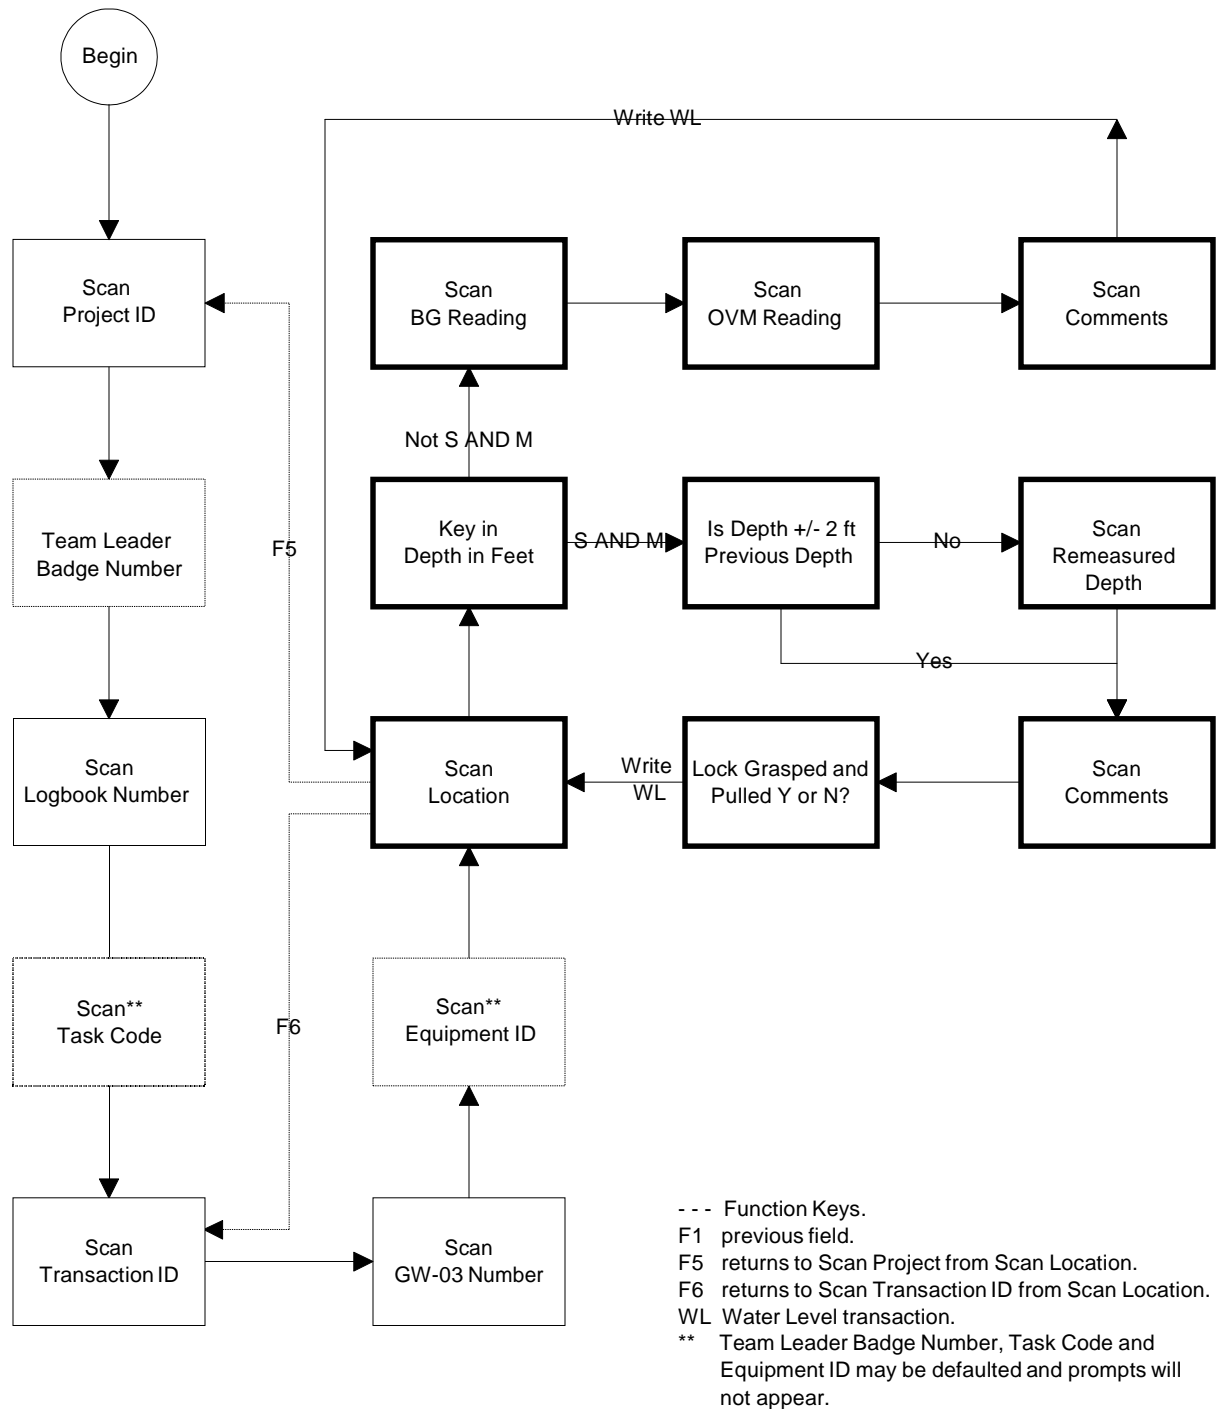 Begin
Write WL
Scan
Project ID
Scan
BG Reading
Scan
OVM Reading
Scan
Comments
Not S AND M
Team Leader
Badge Number
F5
Key in
Depth in Feet
S AND M
Is Depth +/- 2 ft
Previous Depth
No
Scan
Remeasured
Depth
Yes
Scan
Logbook Number
Scan
Location
Write
WL
Lock Grasped and
Pulled Y or N?
Scan
Comments
Scan**
Task Code
F6
Scan**
Equipment ID
Scan
Transaction ID
Scan
GW-03 Number
- - - Function Keys.
F1 previous field.
F5 returns to Scan Project from Scan Location.
F6 returns to Scan Transaction ID from Scan Location.
WL Water Level transaction.
** Team Leader Badge Number, Task Code and
Equipment ID may be defaulted and prompts will
not appear.